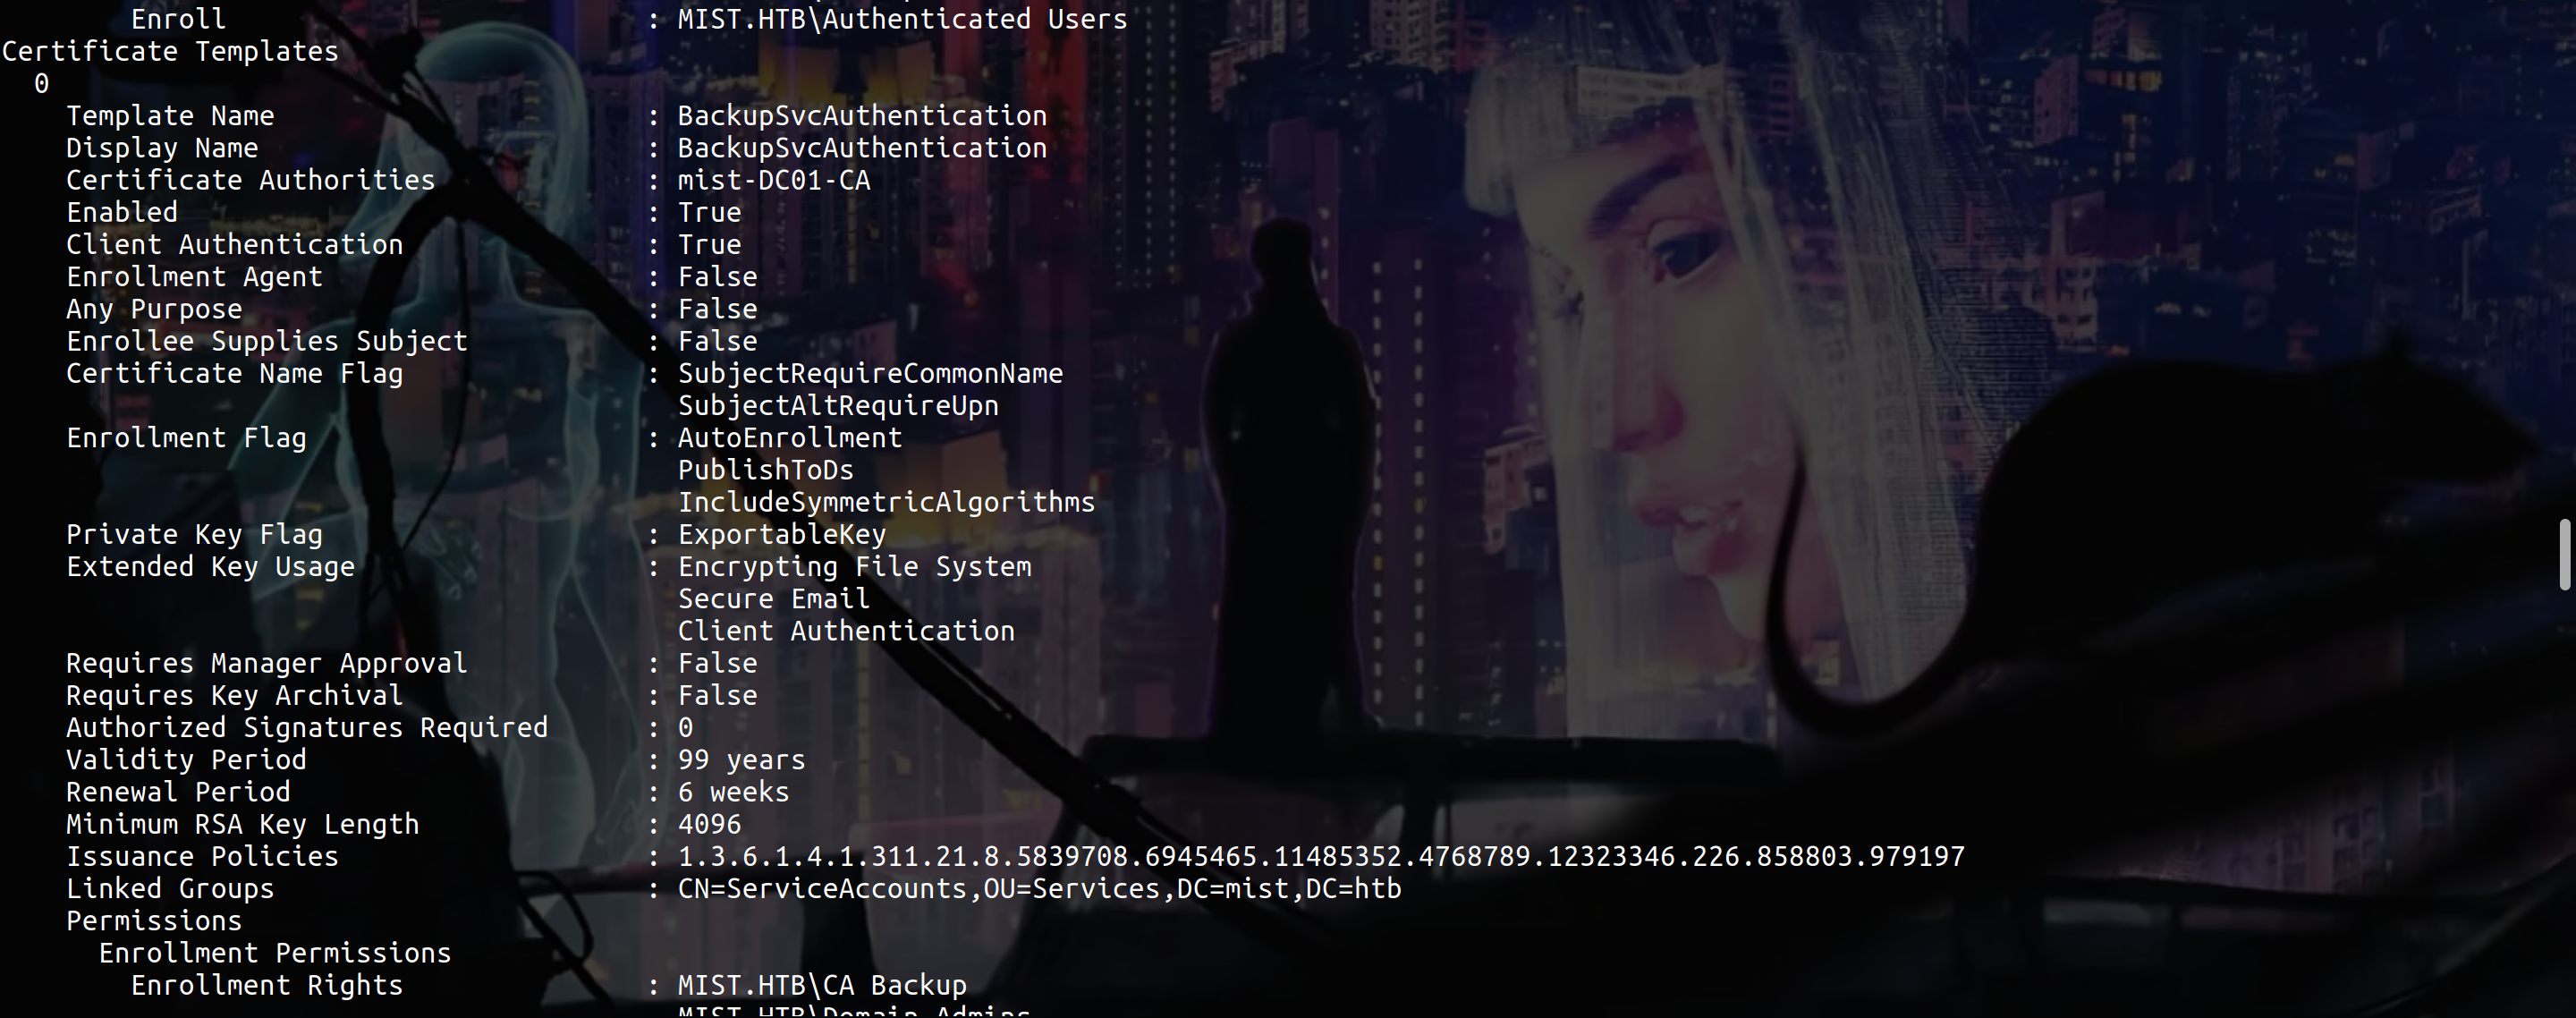 Enroll : MIST.HTB\Authenticated Users
Certificate Templates
0
Template Name : BackupSvcAuthentication
Display Name : BackupSvcAuthentication
Certificate Authorities : mist-DC01-CA
Enabled : True
Client Authentication : True
Enrollment Agent : False
Any Purpose : False
Enrollee Supplies Subject : False
Certificate Name Flag : SubjectRequireCommonName
SubjectAltRequireUpn
Enrollment Flag : AutoEnrollment
PublishToDs
IncludeSymmetricAlgorithms
Private Key Flag : ExportableKey
Extended Key Usage : Encrypting File System
Secure Email
Client Authentication
Requires Manager Approval : False
Requires Key Archival : False
Authorized Signatures Required : 0
Validity Period : 99 years
Renewal Period : 6 weeks
Minimum RSA Key Length : 4096
Issuance Policies : 1.3.6.1.4.1.311.21.8.5839708.6945465.11485352.4768789.12323346.226.858803.979197
Linked Groups : CN=ServiceAccounts,OU=Services,DC=mist,DC=htb
Permissions
Enrollment Permissions
Enrollment Rights : MIST.HTB\CA Backup
MIST.HTB\Domain Admins